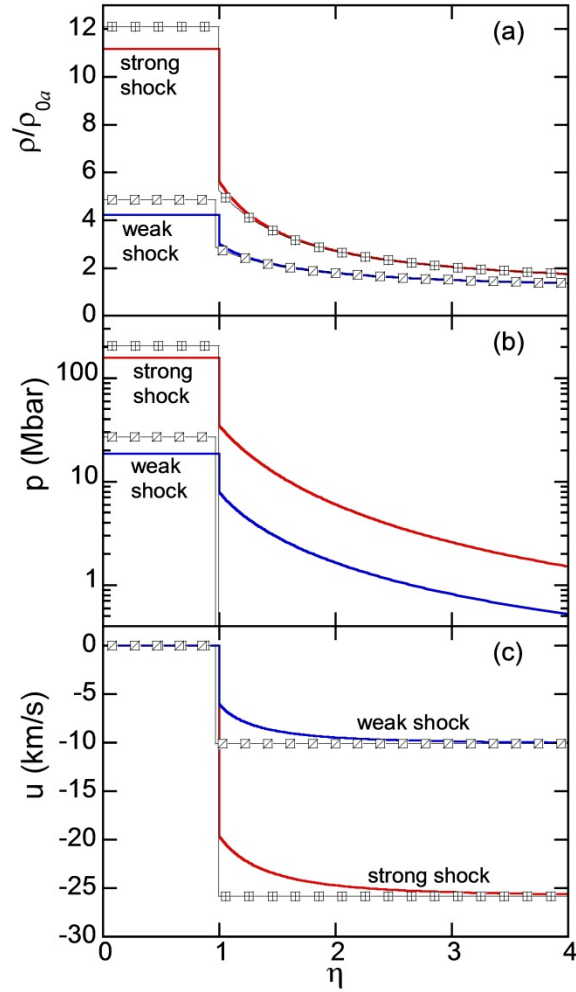 12
(a)
10
strong
shock
8
ρ/ρ0a
6
4
weak
shock
2
0
(b)
100
strong
shock
p (Mbar)
10
weak
shock
1
0
(c)
-5
weak shock
-10
u (km/s)
-15
-20
strong shock
-25
-30
0 1 2 3 4
η